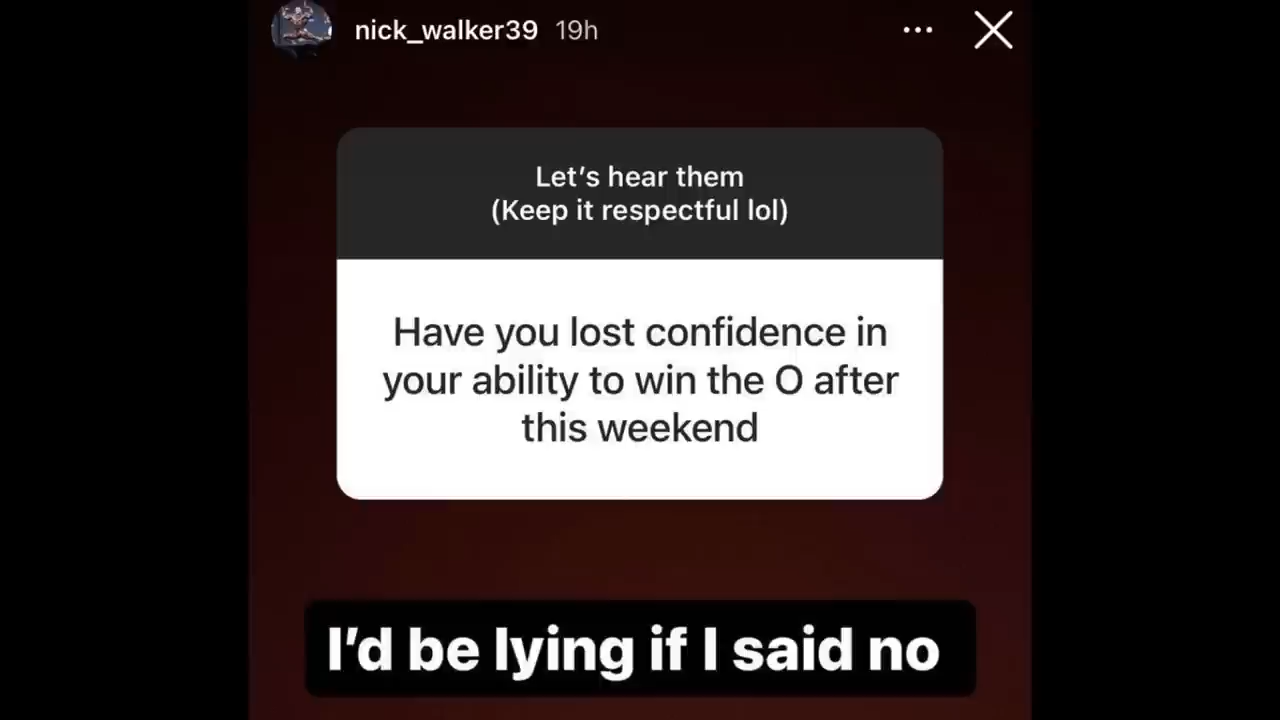 nick_walker39 19h
Let’s hear them
(Keep it respectful lol)
Have you lost confidence in
your ability to win the O after
this weekend
I’d be lying if I said no